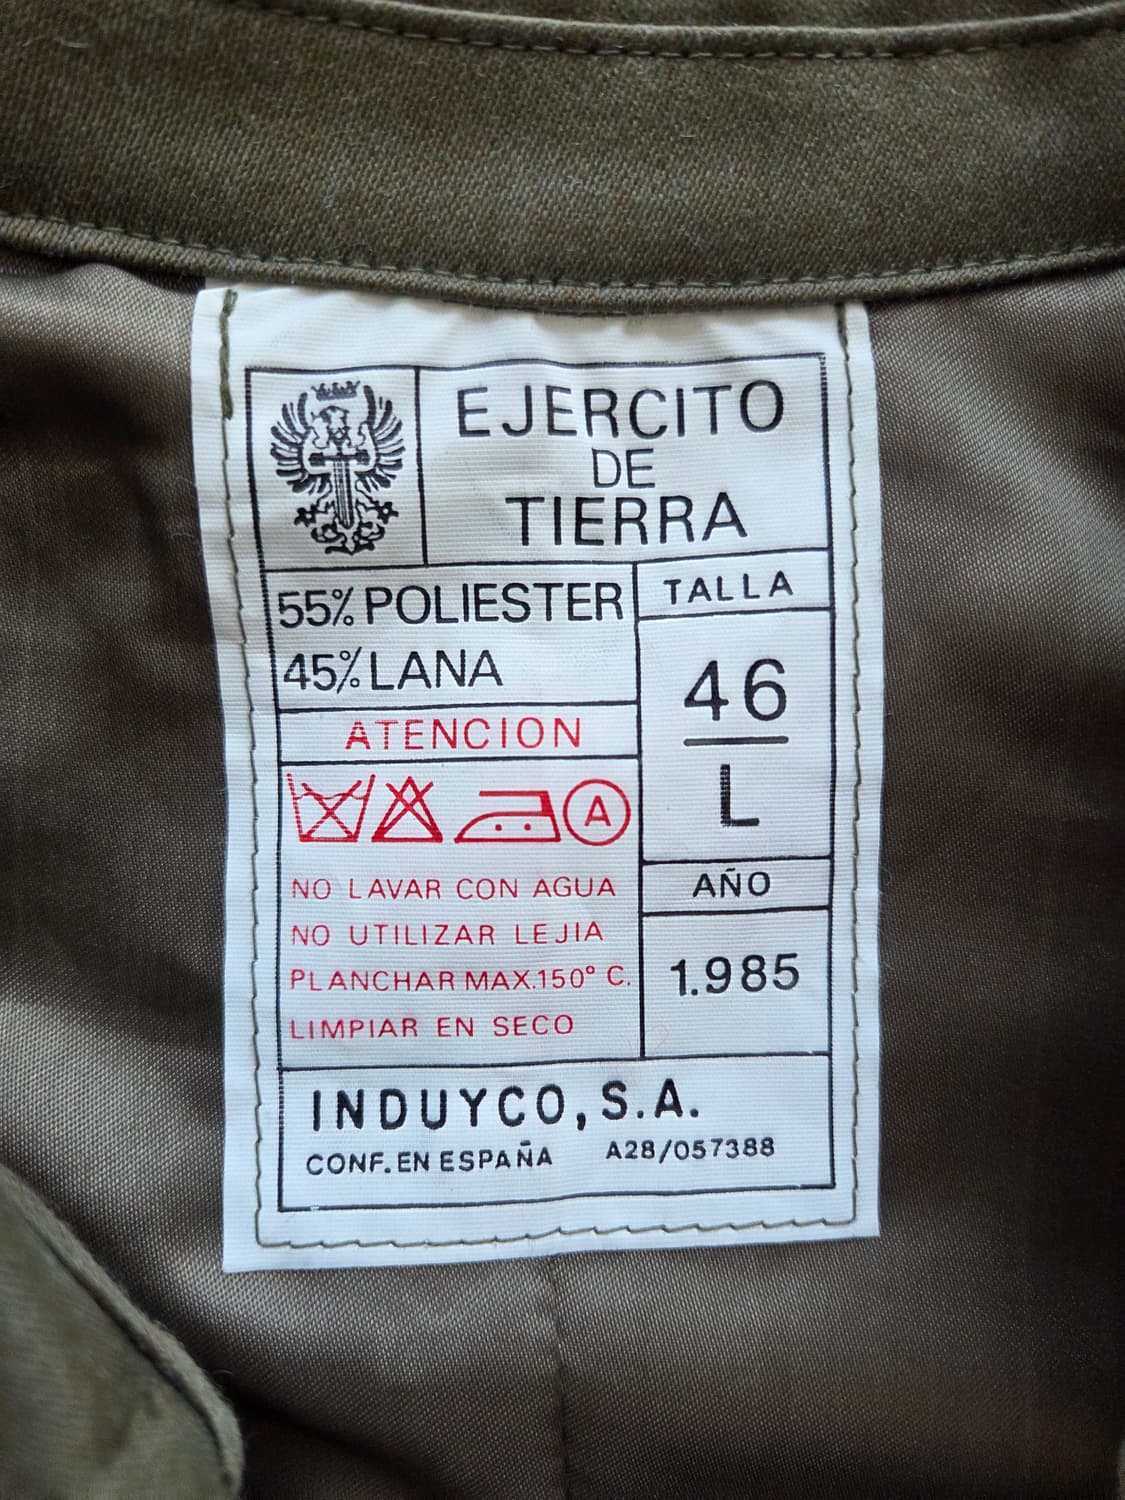 EJERCITO
DE
TIERRA
55% POLIESTER
45% LANA
TALLA
46
L
ATENCION
A
NO LAVAR CON AGUA
NO UTILIZAR LEJIA
PLANCHAR MAX.150° C.
LIMPIAR EN SECO
AÑO
1.985
INDUYCO, S.A.
CONF. EN ESPAÑA A28/057388